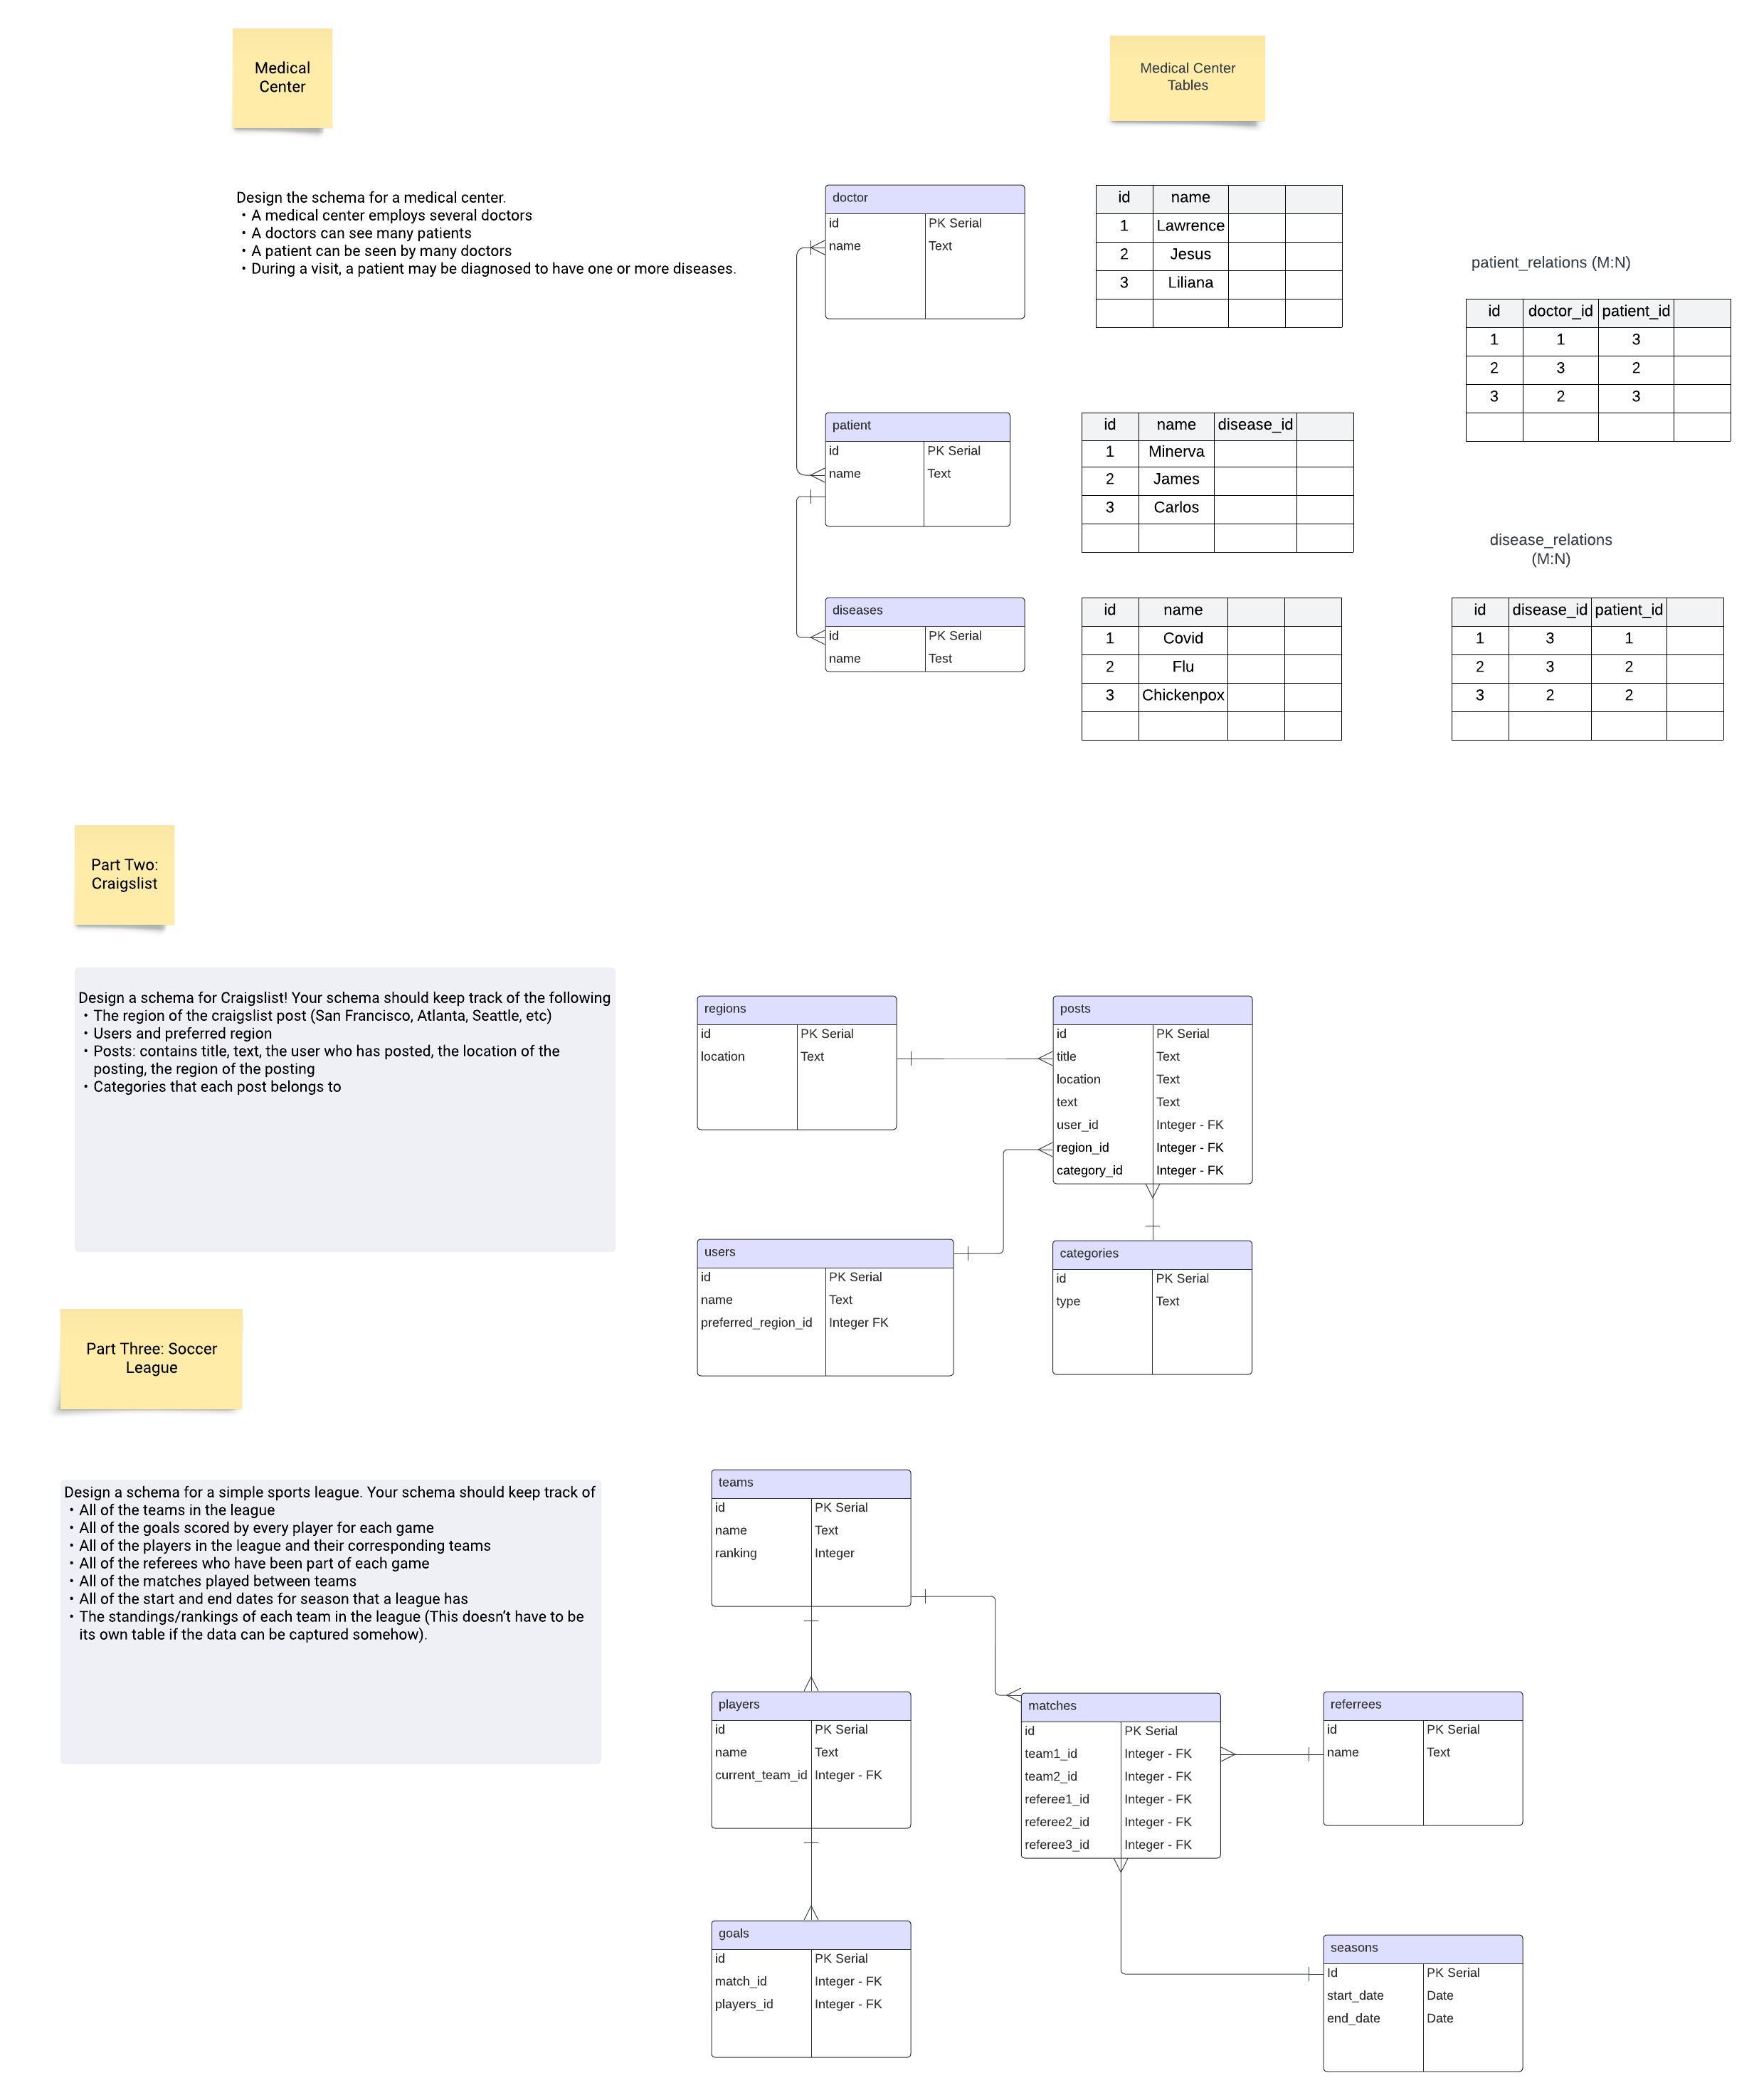 Medical
Center
Medical Center
Tables
Design the schema for a medical center.
• A medical center employs several doctors
• A doctors can see many patients
• A patient can be seen by many doctors
• During a visit, a patient may be diagnosed to have one or more diseases.
doctor
id PK Serial
name Text
id name
1 Lawrence
2 Jesus
3 Liliana
patient_relations (M:N)
id doctor_id patient_id
1 1 3
2 3 2
3 2 3
patient
id PK Serial
name Text
id name disease_id
1 Minerva
2 James
3 Carlos
disease_relations
(M:N)
diseases
id PK Serial
name Test
id name
1 Covid
2 Flu
3 Chickenpox
id disease_id patient_id
1 3 1
2 3 2
3 2 2
Part Two:
Craigslist
Design a schema for Craigslist! Your schema should keep track of the following
• The region of the craigslist post (San Francisco, Atlanta, Seattle, etc)
• Users and preferred region
• Posts: contains title, text, the user who has posted, the location of the
posting, the region of the posting
• Categories that each post belongs to
regions
id PK Serial
location Text
posts
id PK Serial
title Text
location Text
text Text
user_id Integer - FK
region_id Integer - FK
category_id Integer - FK
users
id PK Serial
name Text
preferred_region_id Integer FK
categories
id PK Serial
type Text
Part Three: Soccer
League
Design a schema for a simple sports league. Your schema should keep track of
• All of the teams in the league
• All of the goals scored by every player for each game
• All of the players in the league and their corresponding teams
• All of the referees who have been part of each game
• All of the matches played between teams
• All of the start and end dates for season that a league has
• The standings/rankings of each team in the league (This doesn't have to be
its own table if the data can be captured somehow).
teams
id PK Serial
name Text
ranking Integer
players
id PK Serial
name Text
current_team_id Integer - FK
matches
id PK Serial
team1_id Integer - FK
team2_id Integer - FK
referee1_id Integer - FK
referee2_id Integer - FK
referee3_id Integer - FK
referrees
id PK Serial
name Text
goals
id PK Serial
match_id Integer - FK
players_id Integer - FK
seasons
Id PK Serial
start_date Date
end_date Date